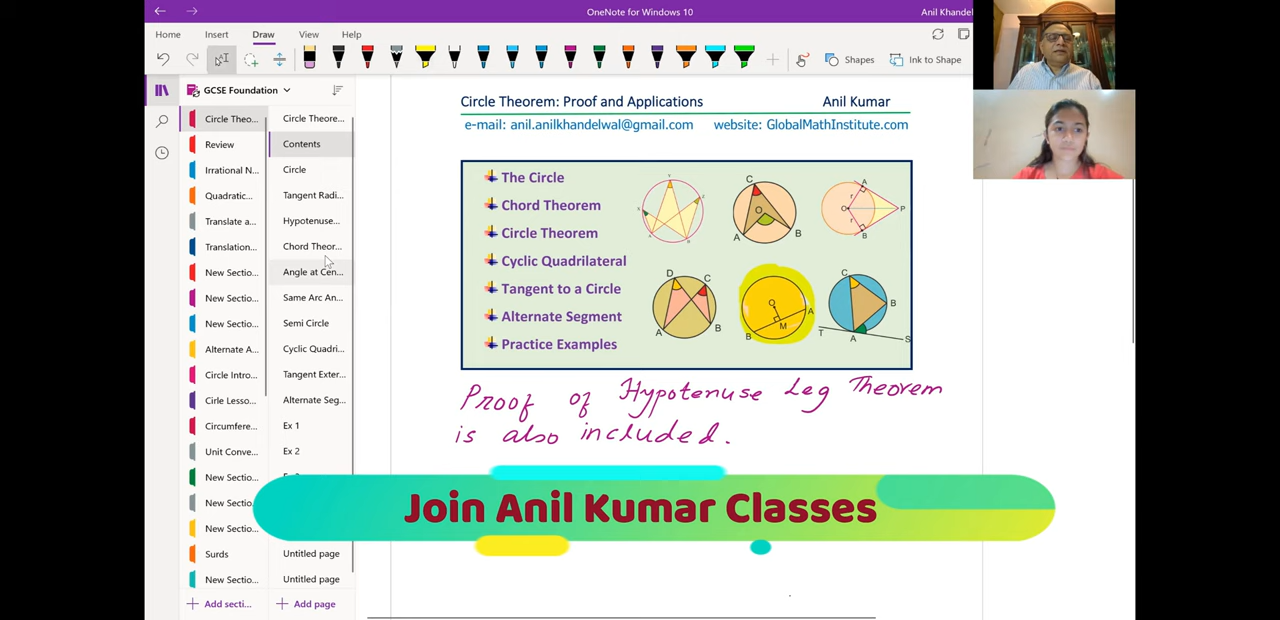 OneNote for Windows 10
Anil Khandel
Home Insert Draw View Help
Shapes
Ink to Shape
GCSE Foundation
Circle Theo...
Review
Irrational N...
Quadratic...
Translate a...
Translation...
New Sectio...
New Sectio...
New Sectio...
Alternate A...
Circle Intro...
Cirle Lesso...
Circumfere...
Unit Conve...
New Sectio...
New Sectio...
New Sectio...
Surds
New Sectio...
Add secti...
Circle Theore...
Contents
Circle
Tangent Radi...
Hypotenuse...
Chord Theor...
Angle at Cen...
Same Arc An...
Semi Circle
Cyclic Quadri...
Tangent Exter...
Alternate Seg...
Ex 1
Ex 2
Untitled page
Untitled page
Add page
Circle Theorem: Proof and Applications Anil Kumar
e-mail: anil.anilkhandelwal@gmail.com website: GlobalMathInstitute.com
The Circle
Chord Theorem
Circle Theorem
Cyclic Quadrilateral
Tangent to a Circle
Alternate Segment
Practice Examples
C
O
A B
A
r
O P
r
B
D C
A B
O
A
M
B
C
B
T A S
Proof of Hypotenuse Leg Theorem
is also included.
Join Anil Kumar Classes